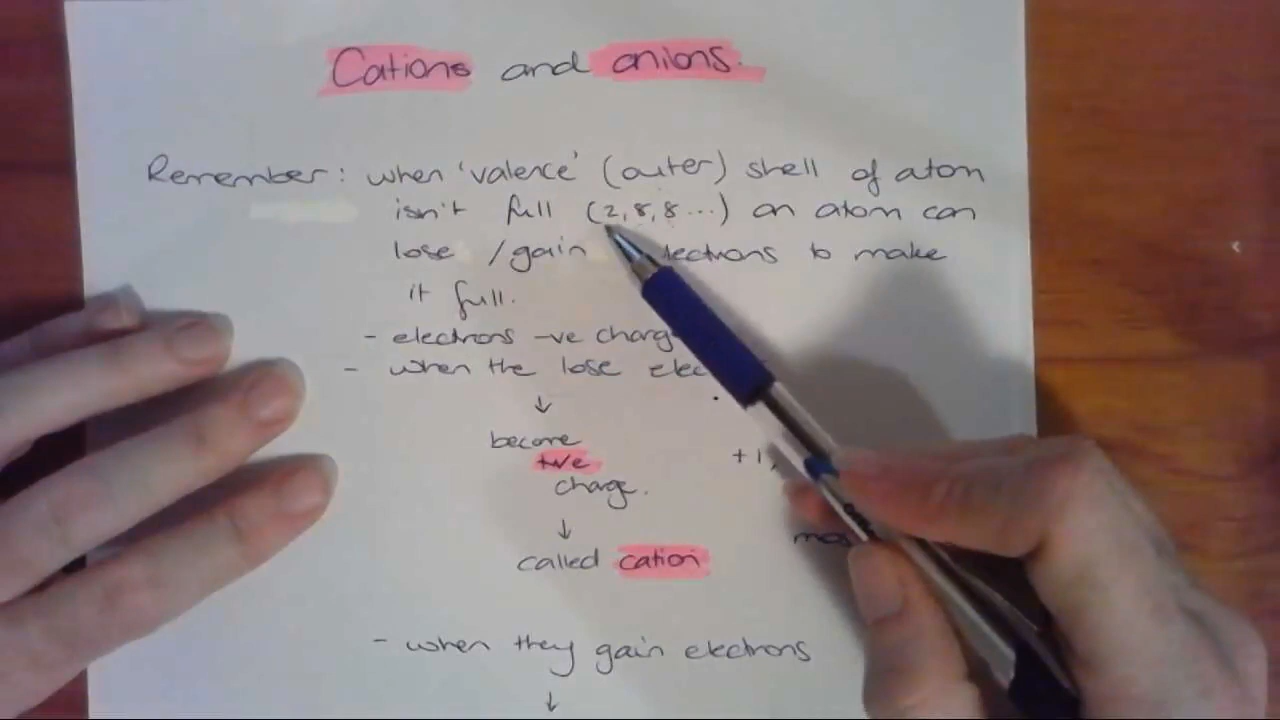 Cations and anions.
Remember: when 'valence' (outer) shell of atom
isn't full (2,8,8...) an atom can
lose /gain electrons to make
it full.
- electrons -ve charg
- when the lose elec
↓
become
+ve
charge.
+1,
↓
called cation
- when they gain electrons
↓